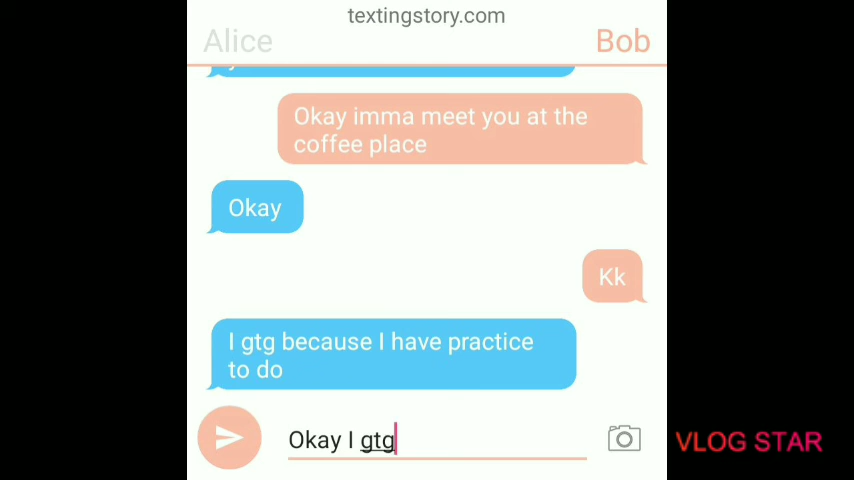 textingstory.com
Alice
Bob
Okay imma meet you at the
coffee place
Okay
Kk
I gtg because I have practice
to do
Okay I gtg
VLOG STAR